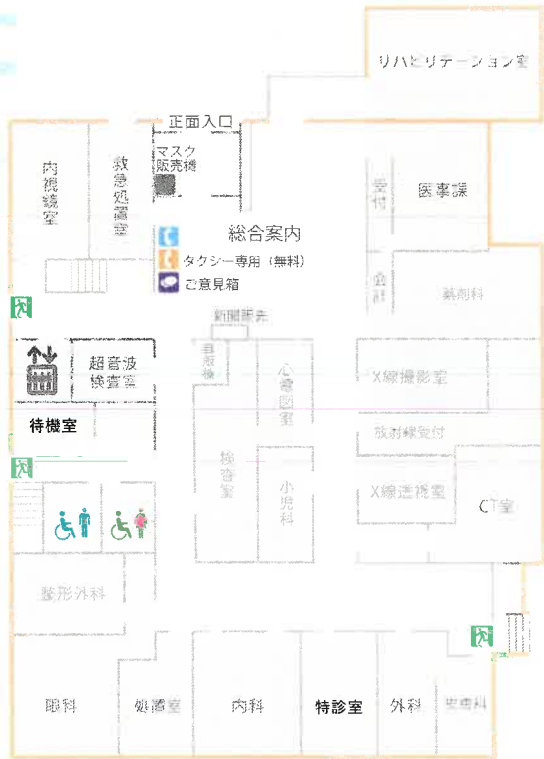 リハビリテーション室
正面入口
マスク
販売機
内視鏡室
救急処置室
受付
医事課
総合案内
タクシー専用(無料)
ご意見箱
会計
薬剤科
新聞販売
自販機
超音波
検査室
心電図室
X線撮影室
待機室
放射線受付
検査室
小児科
X線透視室
CT室
整形外科
眼科
処置室
内科
特診室
外科
皮膚科